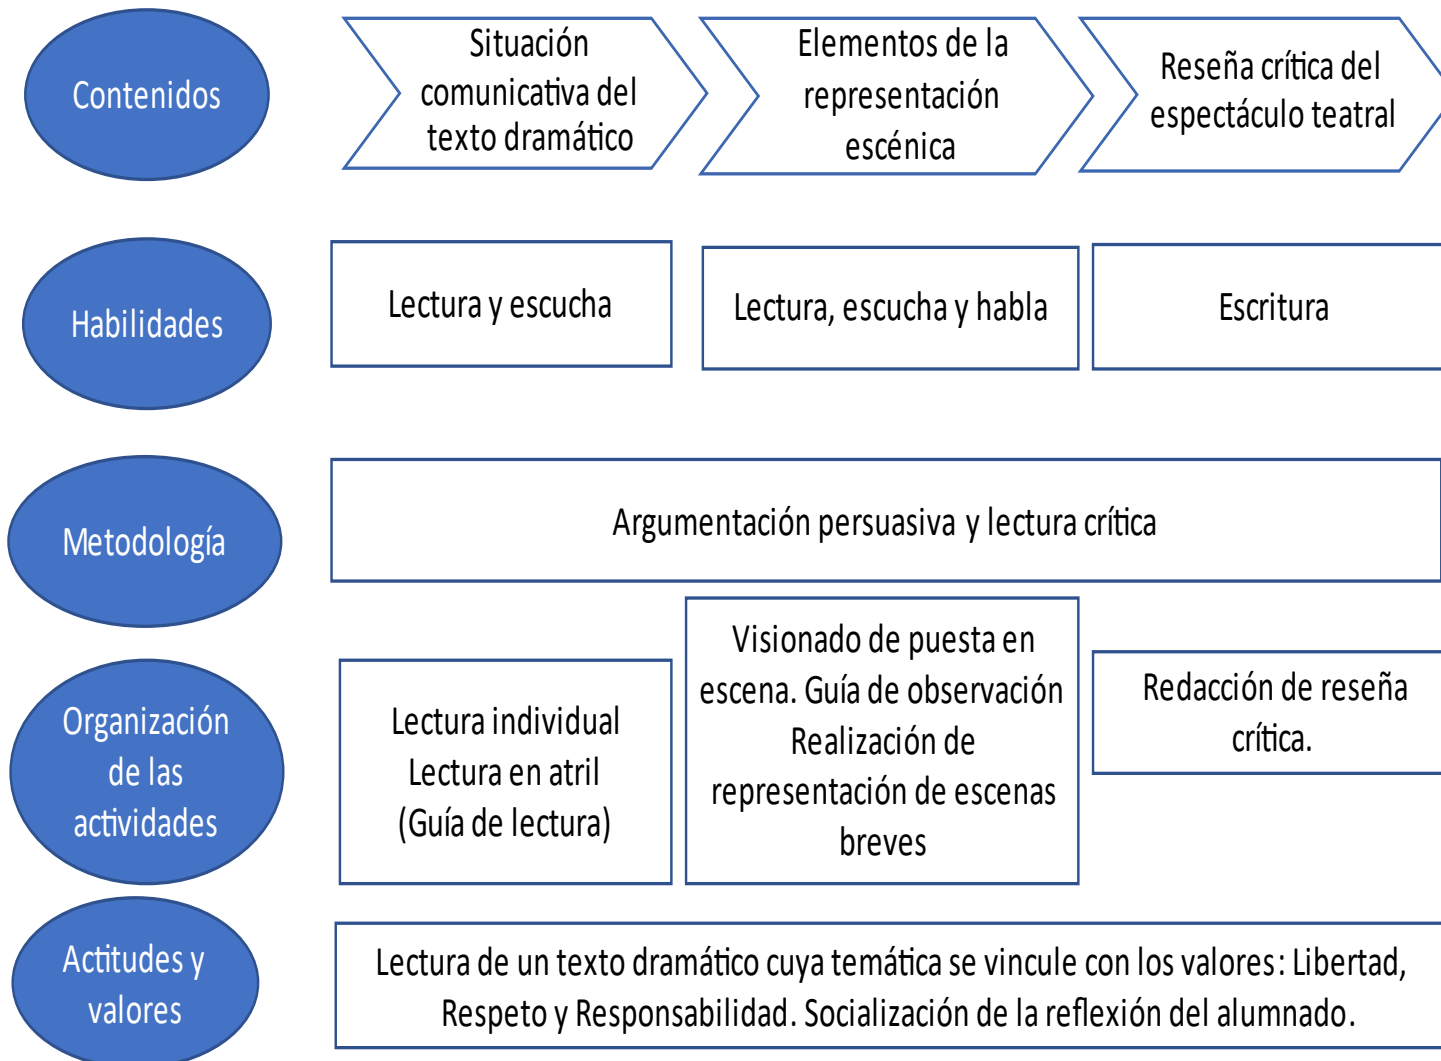 Contenidos
Situación
comunicativa del
texto dramático
Elementos de la
representación
escénica
Reseña crítica del
espectáculo teatral
Habilidades
Lectura y escucha
Lectura, escucha y habla
Escritura
Metodología
Argumentación persuasiva y lectura crítica
Organización
de las
actividades
Lectura individual
Lectura en atril
(Guía de lectura)
Visionado de puesta en
escena. Guía de observación
Realización de
representación de escenas
breves
Redacción de reseña
crítica.
Actitudes y
valores
Lectura de un texto dramático cuya temática se vincule con los valores: Libertad,
Respeto y Responsabilidad. Socialización de la reflexión del alumnado.